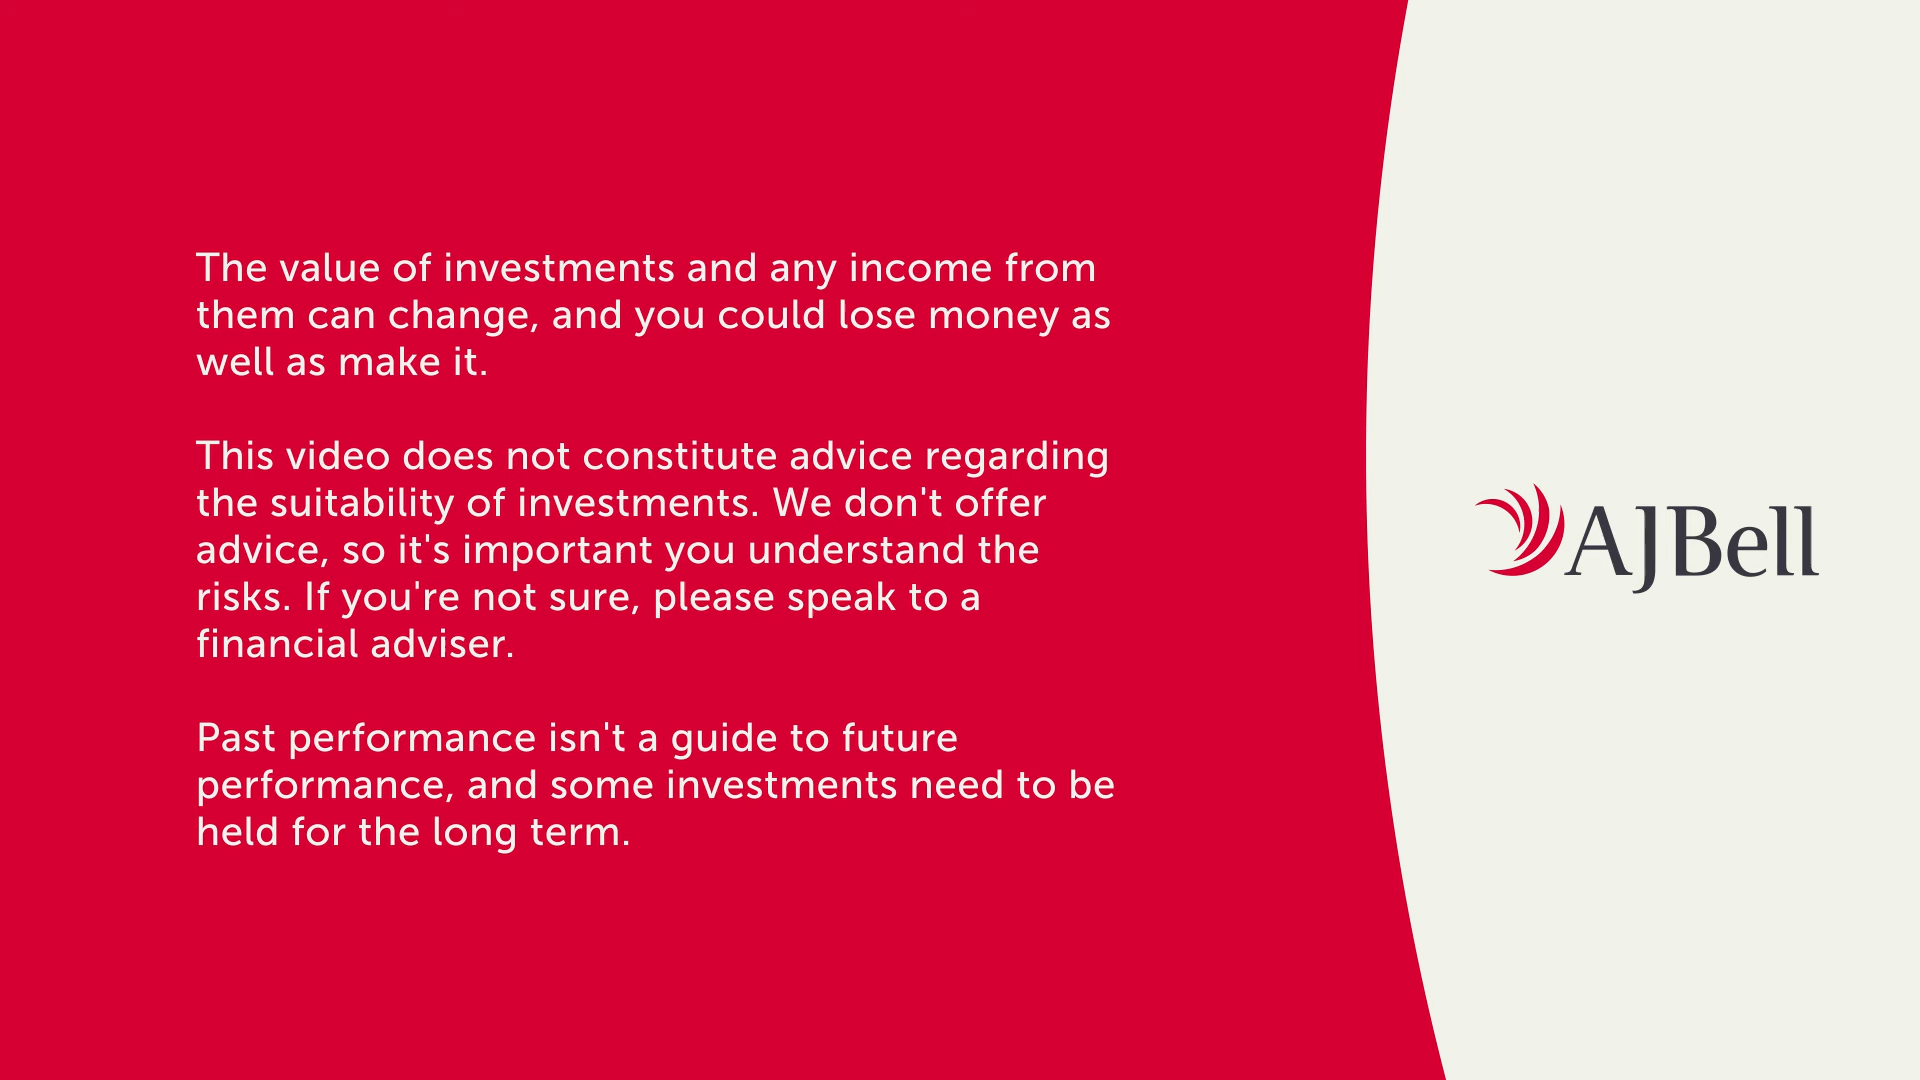 The value of investments and any income from
them can change, and you could lose money as
well as make it.
This video does not constitute advice regarding
the suitability of investments. We don't offer
advice, so it's important you understand the
risks. If you're not sure, please speak to a
financial adviser.
Past performance isn't a guide to future
performance, and some investments need to be
held for the long term.
AJBell